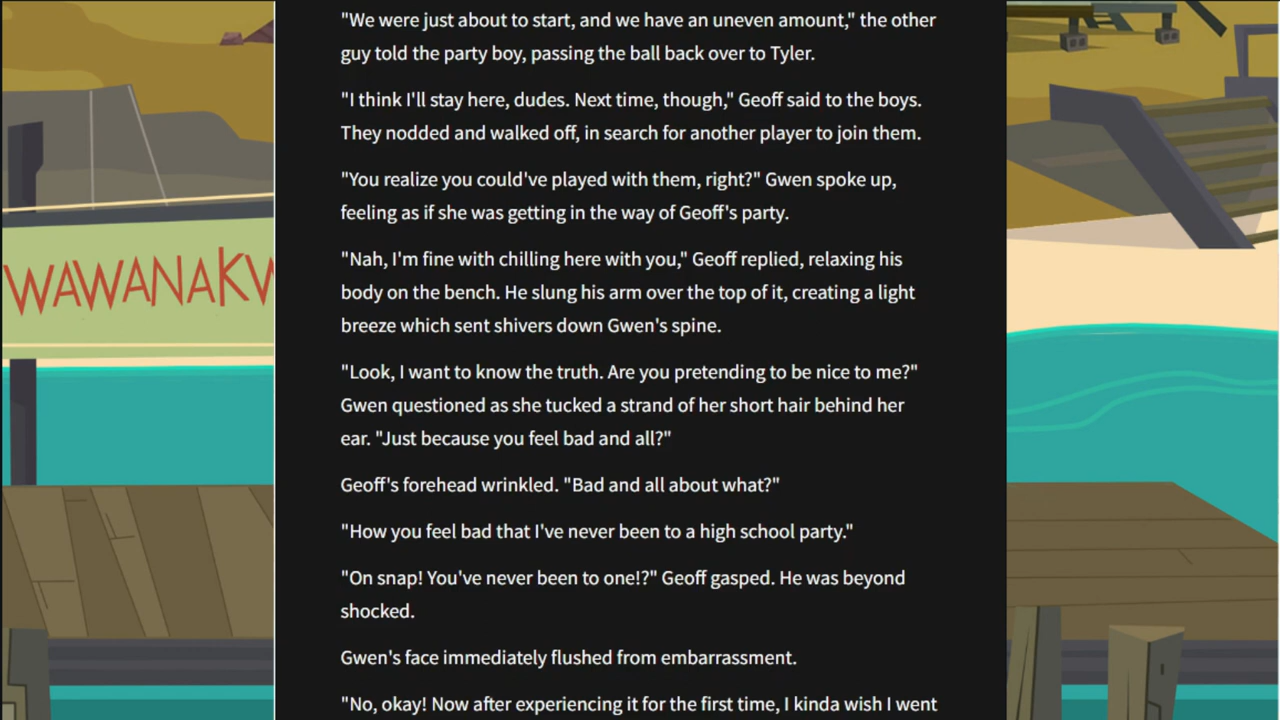 "We were just about to start, and we have an uneven amount," the other
guy told the party boy, passing the ball back over to Tyler.
"I think I'll stay here, dudes. Next time, though," Geoff said to the boys.
They nodded and walked off, in search for another player to join them.
"You realize you could've played with them, right?" Gwen spoke up,
feeling as if she was getting in the way of Geoff's party.
"Nah, I'm fine with chilling here with you," Geoff replied, relaxing his
body on the bench. He slung his arm over the top of it, creating a light
breeze which sent shivers down Gwen's spine.
"Look, I want to know the truth. Are you pretending to be nice to me?"
Gwen questioned as she tucked a strand of her short hair behind her
ear. "Just because you feel bad and all?"
Geoff's forehead wrinkled. "Bad and all about what?"
"How you feel bad that I've never been to a high school party."
"On snap! You've never been to one!?" Geoff gasped. He was beyond
shocked.
Gwen's face immediately flushed from embarrassment.
"No, okay! Now after experiencing it for the first time, I kinda wish I went
WAWANAKW